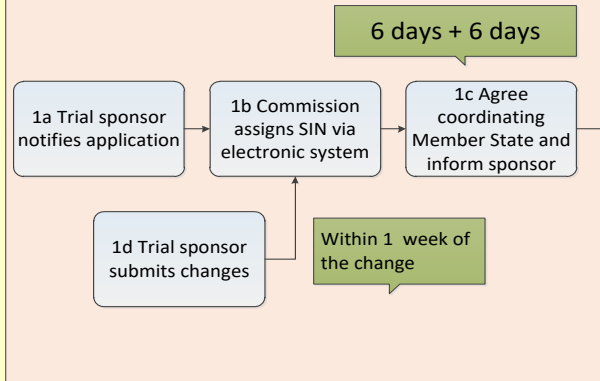 6 days + 6 days
1a Trial sponsor
notifies application
1b Commission
assigns SIN via
electronic system
1c Agree
coordinating
Member State and
inform sponsor
1d Trial sponsor
submits changes
Within 1  week of
the change